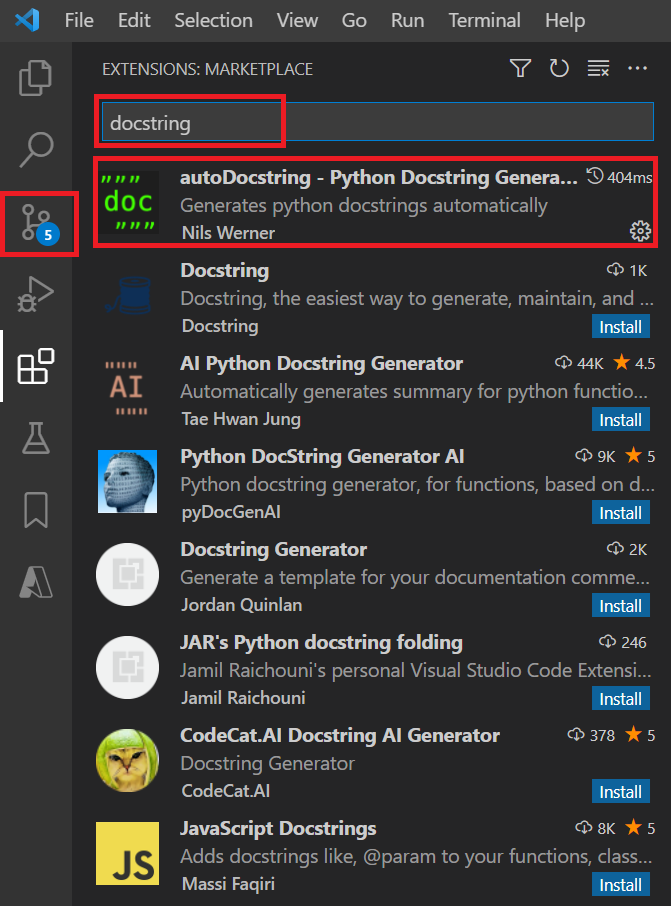 File Edit Selection View Go Run Terminal Help
EXTENSIONS: MARKETPLACE
docstring
autoDocstring - Python Docstring Genera... 404ms
"""
doc
"""
Generates python docstrings automatically
Nils Werner
5
Docstring 1K
Docstring, the easiest way to generate, maintain, and ...
Docstring Install
AI Python Docstring Generator 44K 4.5
"""
AI
"""
Automatically generates summary for python functio...
Tae Hwan Jung Install
Python DocString Generator AI 9K 5
Python docstring generator, for functions, based on d...
pyDocGenAI Install
Docstring Generator 2K
Generate a template for your documentation comme...
Jordan Quinlan Install
JAR's Python docstring folding 246
Jamil Raichouni's personal Visual Studio Code Extensi...
Jamil Raichouni Install
CodeCat.AI Docstring AI Generator 378 5
Docstring Generator
CodeCat.AI Install
JavaScript Docstrings 8K 5
JS
Adds docstrings like, @param to your functions, class...
Massi Faqiri Install